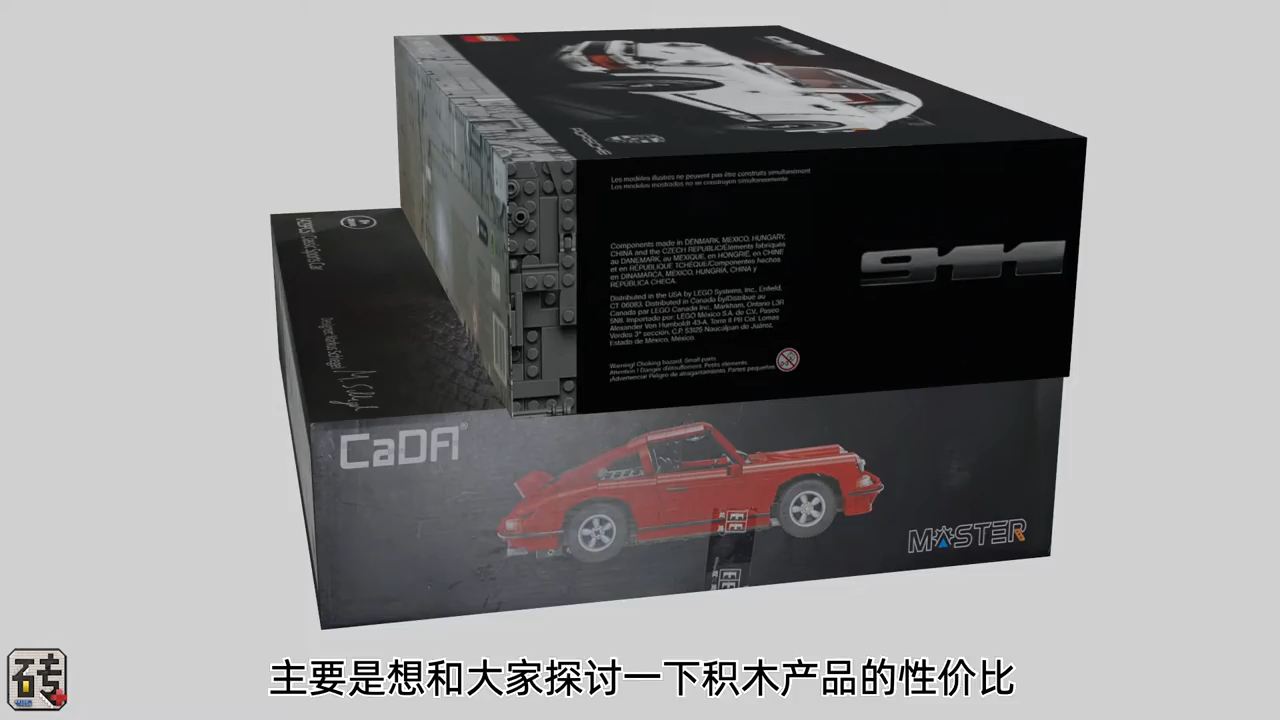 PORSCHE
Les modèles illustrés ne peuvent pas être construits simultanément
Los modelos mostrados no se construyen simultáneamente
Components made in DENMARK, MEXICO, HUNGARY,
CHINA and the CZECH REPUBLIC/Éléments fabriqués
au DANEMARK, au MEXIQUE, en HONGRIE, en CHINE
et en RÉPUBLIQUE TCHÈQUE/Componentes hechos
en DINAMARCA, MÉXICO, HUNGRÍA, CHINA y
REPÚBLICA CHECA.
Distributed in the USA by LEGO Systems, Inc., Enfield,
CT 06083. Distributed in Canada by/Distribué au
Canada par LEGO Canada Inc., Markham, Ontario L3R
5N8. Importado por: LEGO México S.A. de C.V., Paseo
Alexander Von Humboldt 43-A, Torre II PB Col. Lomas
Verdes 3ª sección, C.P. 53125 Naucalpan de Juárez,
Estado de México, México.
Warning! Choking hazard. Small parts
Attention ! Danger d'étouffement. Petits éléments
¡Advertencia! Peligro de atragantamiento. Partes pequeñas
911
CaDA®
MASTER
砖
主要是想和大家探讨一下积木产品的性价比